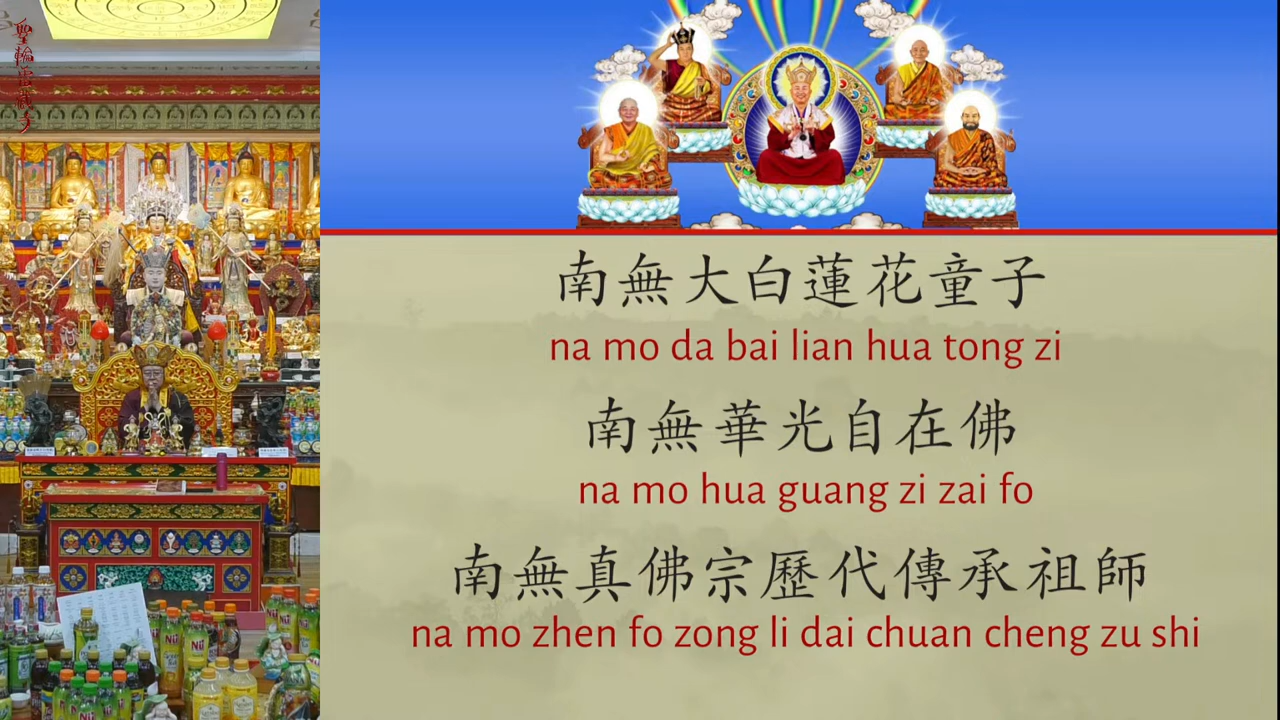 南無大白蓮花童子
na mo da bai lian hua tong zi
南無華光自在佛
na mo hua guang zi zai fo
南無真佛宗歷代傳承祖師
na mo zhen fo zong li dai chuan cheng zu shi